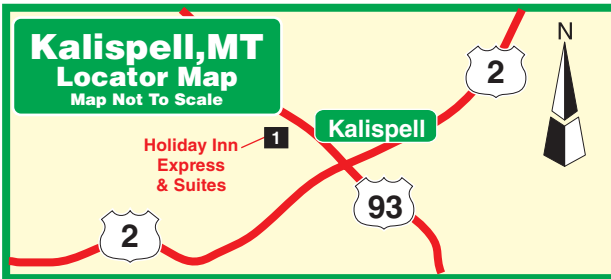 Kalispell,MT
Locator Map
Map Not To Scale
N
2
Kalispell
1
Holiday Inn
Express
& Suites
93
2